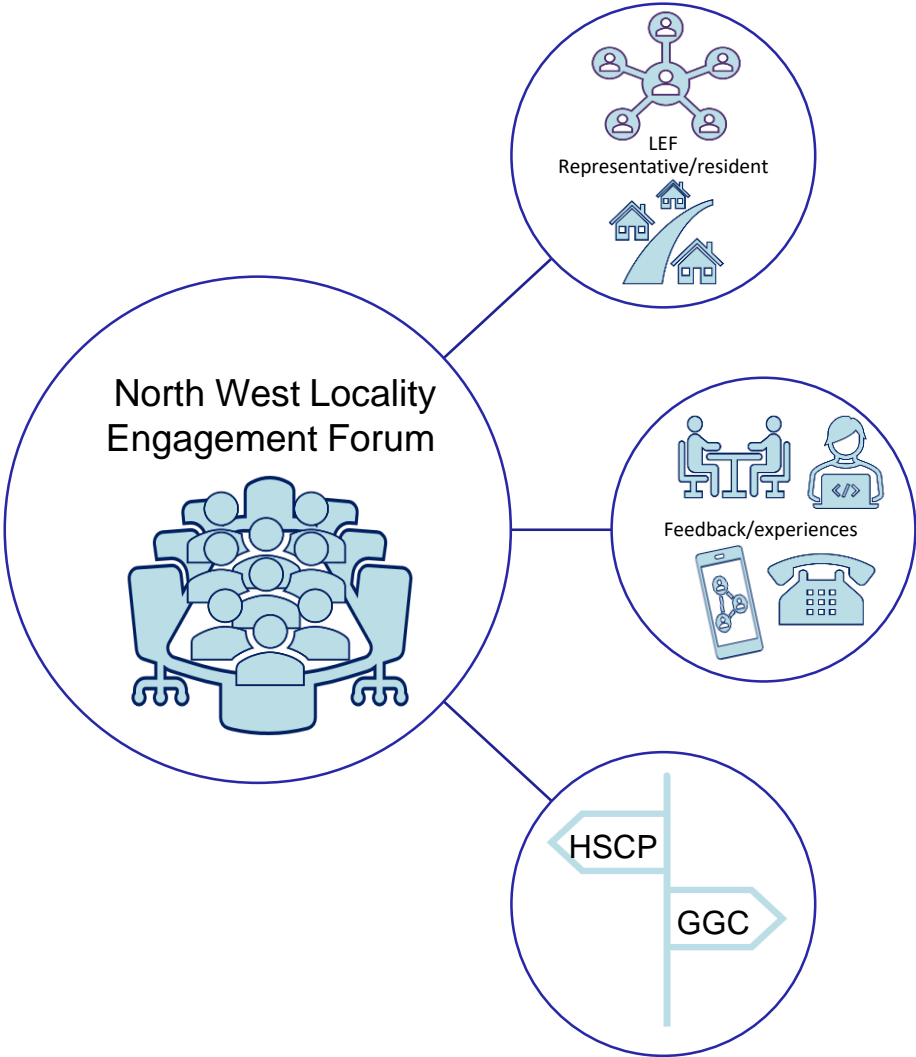 LEF
Representative/resident
North West Locality
Engagement Forum
</>
Feedback/experiences
HSCP
GGC